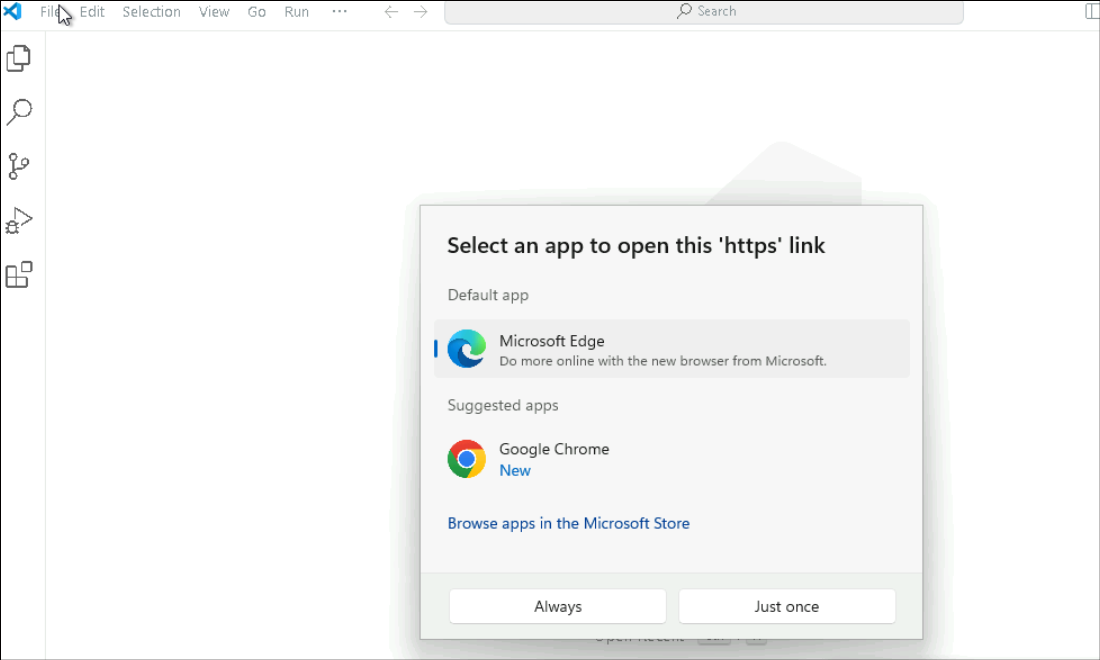 File Edit Selection View Go Run ··· Search
Select an app to open this 'https' link
Default app
Microsoft Edge
Do more online with the new browser from Microsoft.
Suggested apps
Google Chrome
New
Browse apps in the Microsoft Store
Always Just once
Open Recent